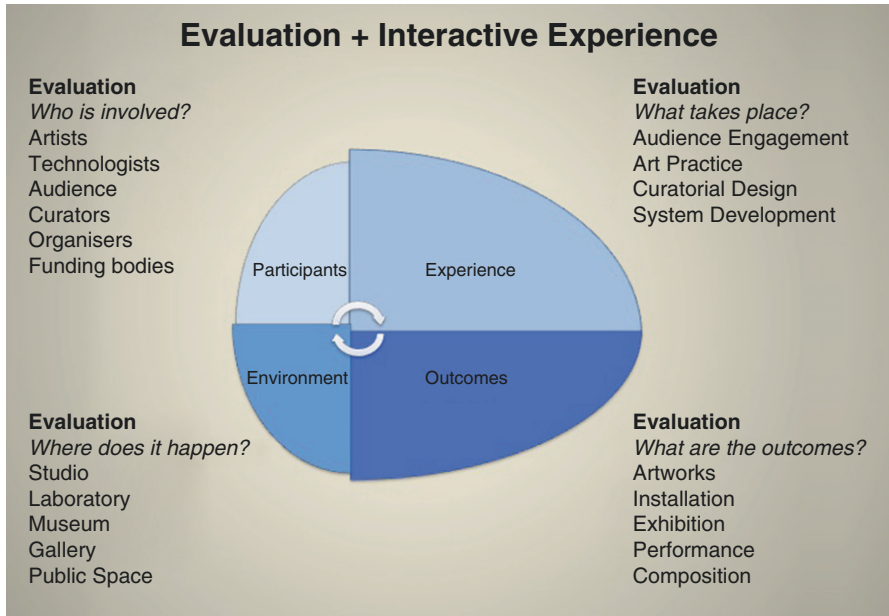 Evaluation + Interactive Experience
Evaluation
Who is involved?
Artists
Technologists
Audience
Curators
Organisers
Funding bodies
Evaluation
What takes place?
Audience Engagement
Art Practice
Curatorial Design
System Development
Participants
Experience
Environment
Outcomes
Evaluation
Where does it happen?
Studio
Laboratory
Museum
Gallery
Public Space
Evaluation
What are the outcomes?
Artworks
Installation
Exhibition
Performance
Composition